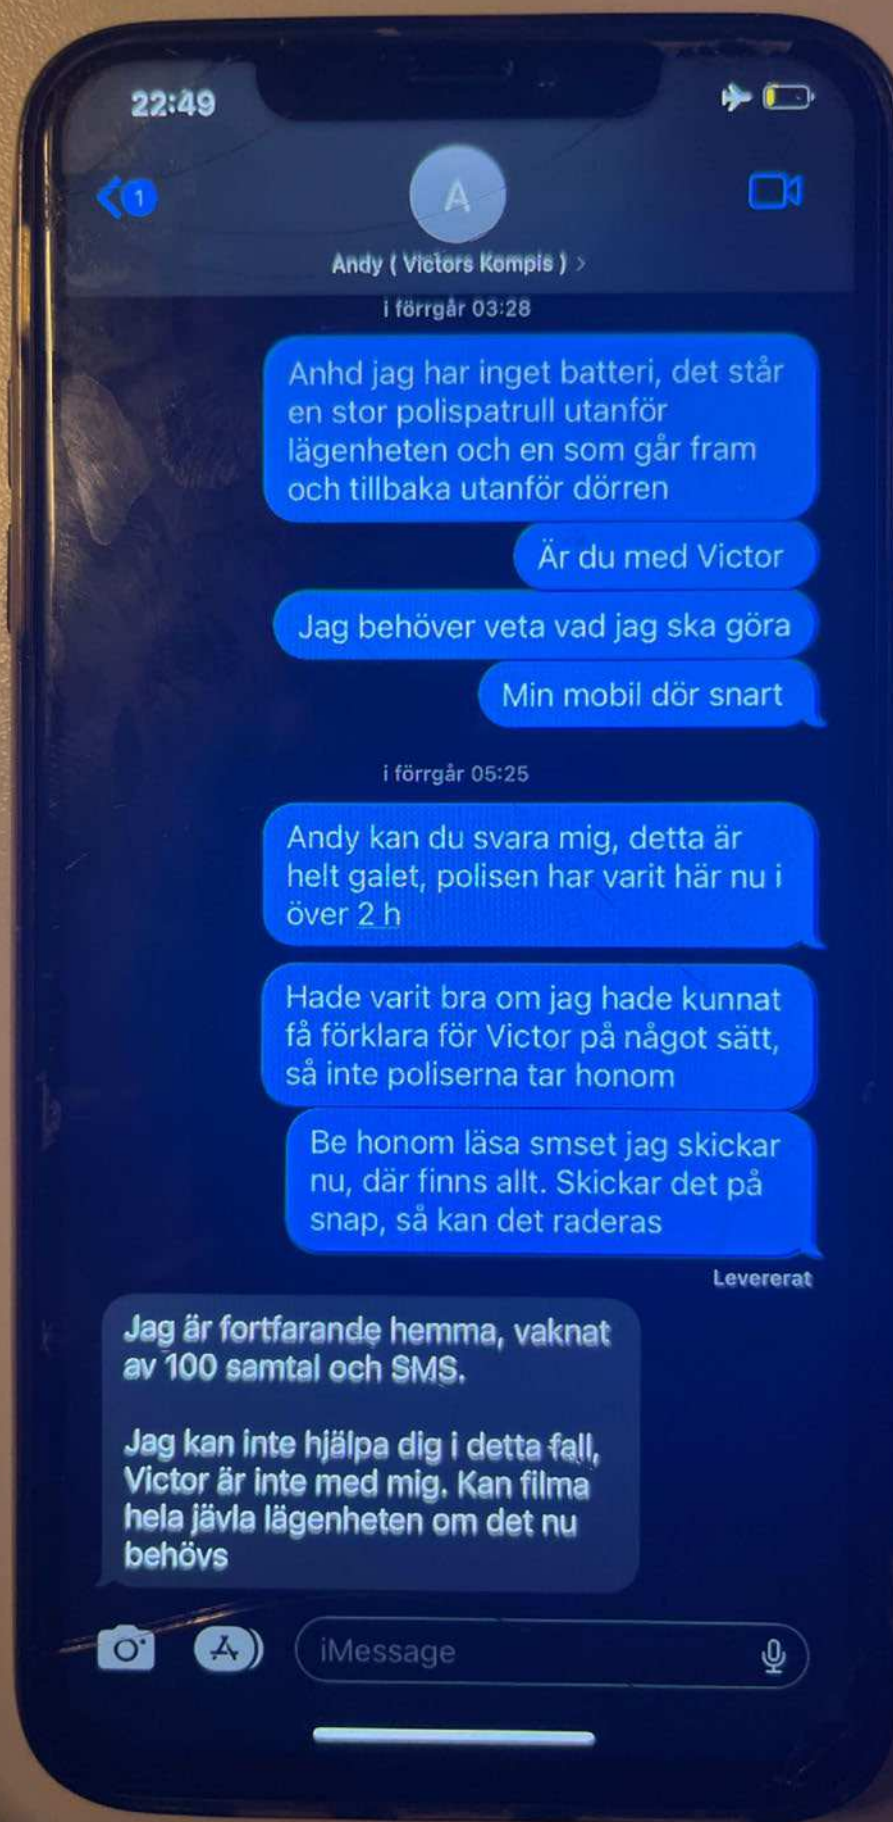 22:49
1
A
Andy ( Victors Kompis ) >
i förrgår 03:28
Anhd jag har inget batteri, det står
en stor polispatrull utanför
lägenheten och en som går fram
och tillbaka utanför dörren
Är du med Victor
Jag behöver veta vad jag ska göra
Min mobil dör snart
i förrgår 05:25
Andy kan du svara mig, detta är
helt galet, polisen har varit här nu i
över 2 h
Hade varit bra om jag hade kunnat
få förklara för Victor på något sätt,
så inte poliserna tar honom
Be honom läsa smset jag skickar
nu, där finns allt. Skickar det på
snap, så kan det raderas
Levererat
Jag är fortfarande hemma, vaknat
av 100 samtal och SMS.
Jag kan inte hjälpa dig i detta fall,
Victor är inte med mig. Kan filma
hela jävla lägenheten om det nu
behövs
iMessage